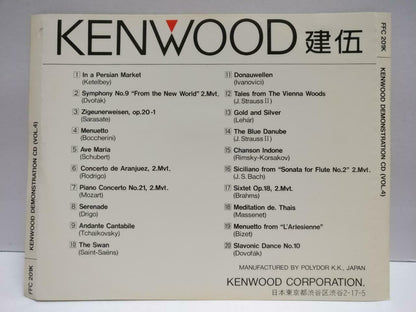 KENWOOD 建伍
1 In a Persian Market
(Ketelbey)
2 Symphony No.9 "From the New World" 2.Mvt.
(Dvořák)
3 Zigeunerweisen, op.20-1
(Sarasate)
4 Menuetto
(Boccherini)
5 Ave Maria
(Schubert)
6 Concerto de Aranjuez, 2.Mvt.
(Rodrigo)
7 Piano Concerto No.21, 2.Mvt.
(Mozart)
8 Serenade
(Drigo)
9 Andante Cantabile
(Tchaikovsky)
10 The Swan
(Saint-Saëns)
11 Donauwellen
(Ivanovici)
12 Tales from The Vienna Woods
(J.Strauss II)
13 Gold and Silver
(Lehár)
14 The Blue Danube
(J.Strauss II)
15 Chanson Indone
(Rimsky-Korsakov)
16 Siciliano from "Sonata for Flute No.2" 2.Mvt.
(J.S.Bach)
17 Sixtet Op.18, 2.Mvt.
(Brahms)
18 Meditation de. Thais
(Massenet)
19 Menuetto from "L'Arlesienne"
(Bizet)
20 Slavonic Dance No.10
(Dovořák)
MANUFACTURED BY POLYDOR K.K., JAPAN
KENWOOD CORPORATION.
日本東京都渋谷区渋谷2-17-5
FFC 201K KENWOOD DEMONSTRATION CD (VOL.4)
FFC 201K KENWOOD DEMONSTRATION CD (VOL.4)